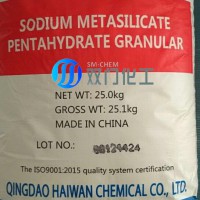 SODIUM METASILICATE
PENTAHYDRATE GRANULAR
SM-CHEM
双行化工
NET WT: 25.0kg
GROSS WT: 25.1kg
MADE IN CHINA
LOT NO.:
The ISO9001:2015 quality system certification
QINGDAO HAIWAN CHEMICAL CO., LTD.